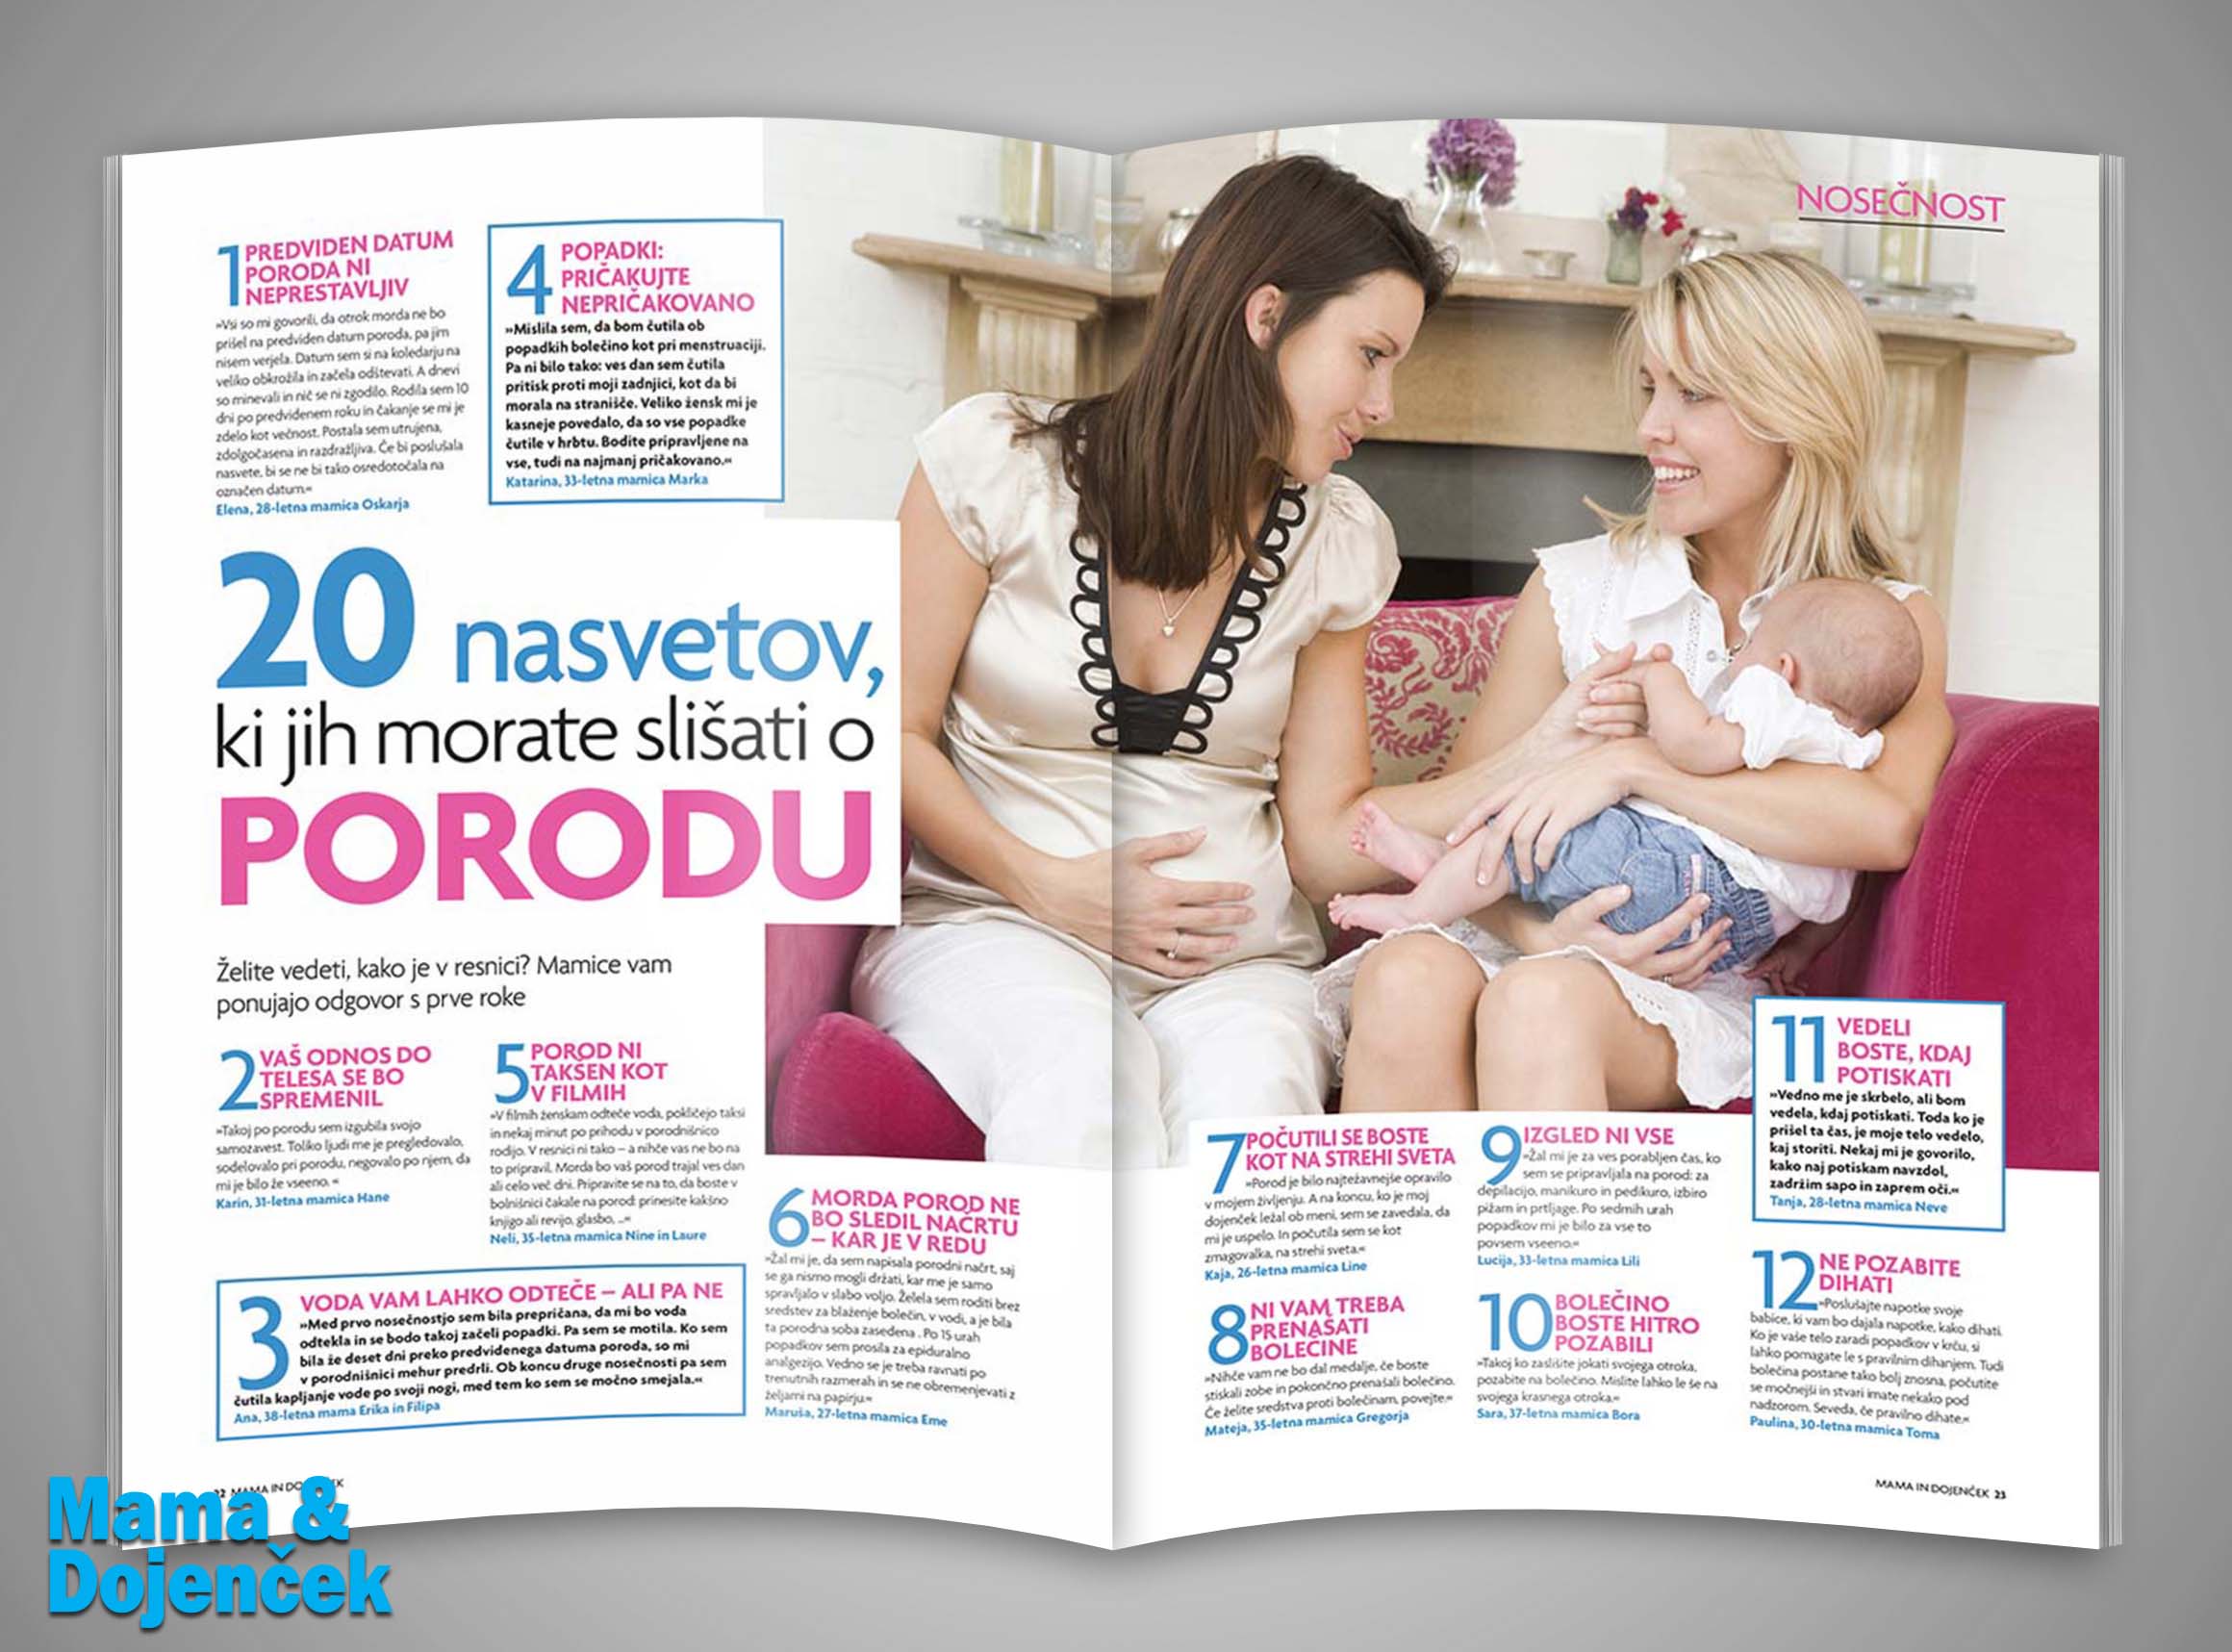 NOSEČNOST
1 PREDVIDEN DATUM
PORODA NI
NEPRESTAVLJIV
»Vsi so mi govorili, da otrok morda ne bo
prišel na predviden datum poroda, pa jim
nisem verjela. Datum sem si na koledarju na
veliko obkrožila in začela odštevati. A dnevi
so minevali in nič se ni zgodilo. Rodila sem 10
dni po predvidenem roku in čakanje se mi je
zdelo kot večnost. Postala sem utrujena,
zdolgočasena in razdražljiva. Če bi poslušala
nasvete, bi se ne bi tako osredotočala na
označen datum.«
Elena, 28-letna mamica Oskarja
4 POPADKI:
PRIČAKUJTE
NEPRIČAKOVANO
»Mislila sem, da bom čutila ob
popadkih bolečino kot pri menstruaciji.
Pa ni bilo tako: ves dan sem čutila
pritisk proti moji zadnjici, kot da bi
morala na stranišče. Veliko žensk mi je
kasneje povedalo, da so vse popadke
čutile v hrbtu. Bodite pripravljene na
vse, tudi na najmanj pričakovano.«
Katarina, 33-letna mamica Marka
20 nasvetov,
ki jih morate slišati o
PORODU
Želite vedeti, kako je v resnici? Mamice vam
ponujajo odgovor s prve roke
2 VAŠ ODNOS DO
TELESA SE BO
SPREMENIL
»Takoj po porodu sem izgubila svojo
samozavest. Toliko ljudi me je pregledovalo,
sodelovalo pri porodu, negovalo po njem, da
mi je bilo že vseeno. «
Karin, 31-letna mamica Hane
5 POROD NI
TAKŠEN KOT
V FILMIH
»V filmih ženskam odteče voda, pokličejo taksi
in nekaj minut po prihodu v porodnišnico
rodijo. V resnici ni tako – a nihče vas ne bo na
to pripravil. Morda bo vaš porod trajal ves dan
ali celo več dni. Pripravite se na to, da boste v
bolnišnici čakale na porod: prinesite kakšno
knjigo ali revijo, glasbo, ...«
Neli, 35-letna mamica Nine in Laure
3 VODA VAM LAHKO ODTEČE – ALI PA NE
»Med prvo nosečnostjo sem bila prepričana, da mi bo voda
odtekla in se bodo takoj začeli popadki. Pa sem se motila. Ko sem
bila že deset dni preko predvidenega datuma poroda, so mi
v porodnišnici mehur predrli. Ob koncu druge nosečnosti pa sem
čutila kapljanje vode po svoji nogi, med tem ko sem se močno smejala.«
Ana, 38-letna mama Erika in Filipa
6 MORDA POROD NE
BO SLEDIL NAČRTU
– KAR JE V REDU
»Žal mi je, da sem napisala porodni načrt, saj
se ga nismo mogli držati, kar me je samo
spravljalo v slabo voljo. Želela sem roditi brez
sredstev za blaženje bolečin, v vodi, a je bila
ta porodna soba zasedena . Po 15 urah
popadkov sem prosila za epiduralno
analgezijo. Vedno se je treba ravnati po
trenutnih razmerah in se ne obremenjevati z
željami na papirju.«
Maruša, 27-letna mamica Eme
7 POČUTILI SE BOSTE
KOT NA STREHI SVETA
»Porod je bilo najtežavnejše opravilo
v mojem življenju. A na koncu, ko je moj
dojenček ležal ob meni, sem se zavedala, da
mi je uspelo. In počutila sem se kot
zmagovalka, na strehi sveta.«
Kaja, 26-letna mamica Line
8 NI VAM TREBA
PRENAŠATI
BOLEČINE
»Nihče vam ne bo dal medalje, če boste
stiskali zobe in pokončno prenašali bolečino.
Če želite sredstva proti bolečinam, povejte.«
Mateja, 35-letna mamica Gregorja
9 IZGLED NI VSE
»Žal mi je za ves porabljen čas, ko
sem se pripravljala na porod: za
depilacijo, manikuro in pedikuro, izbiro
pižam in prtljage. Po sedmih urah
popadkov mi je bilo za vse to
povsem vseeno.«
Lucija, 33-letna mamica Lili
10 BOLEČINO
BOSTE HITRO
POZABILI
»Takoj ko zaslišite jokati svojega otroka,
pozabite na bolečino. Mislite lahko le še na
svojega krasnega otroka.«
Sara, 37-letna mamica Bora
11 VEDELI
BOSTE, KDAJ
POTISKATI
»Vedno me je skrbelo, ali bom
vedela, kdaj potiskati. Toda ko je
prišel ta čas, je moje telo vedelo,
kaj storiti. Nekaj mi je govorilo,
kako naj potiskam navzdol,
zadržim sapo in zaprem oči.«
Tanja, 28-letna mamica Neve
12 NE POZABITE
DIHATI
»Poslušajte napotke svoje
babice, ki vam bo dajala napotke, kako dihati.
Ko je vaše telo zaradi popadkov v krču, si
lahko pomagate le s pravilnim dihanjem. Tudi
bolečina postane tako bolj znosna, počutite
se močnejši in stvari imate nekako pod
nadzorom. Seveda, če pravilno dihate.«
Paulina, 30-letna mamica Toma
22 MAMA IN
MAMA IN DOJENČEK 23
Mama &
Dojenček